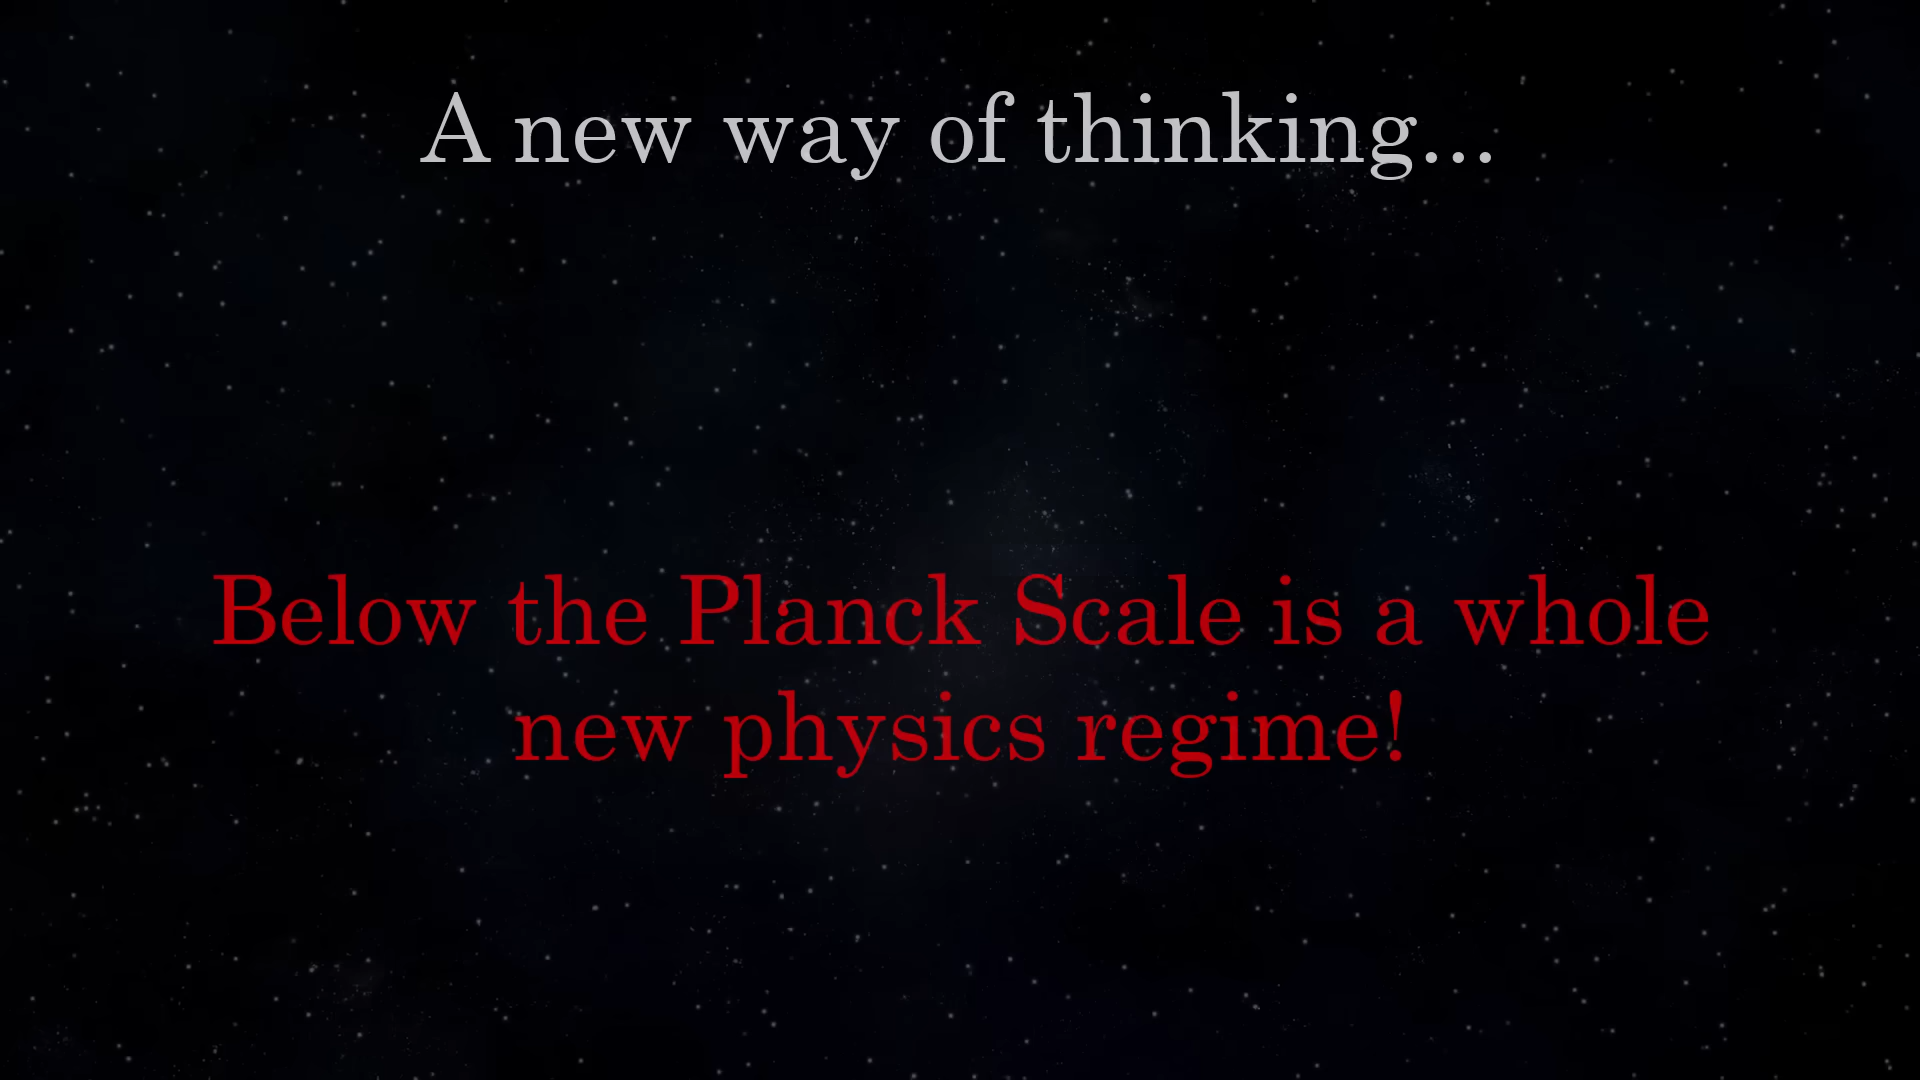 A new way of thinking...
Below the Planck Scale is a whole
new physics regime!